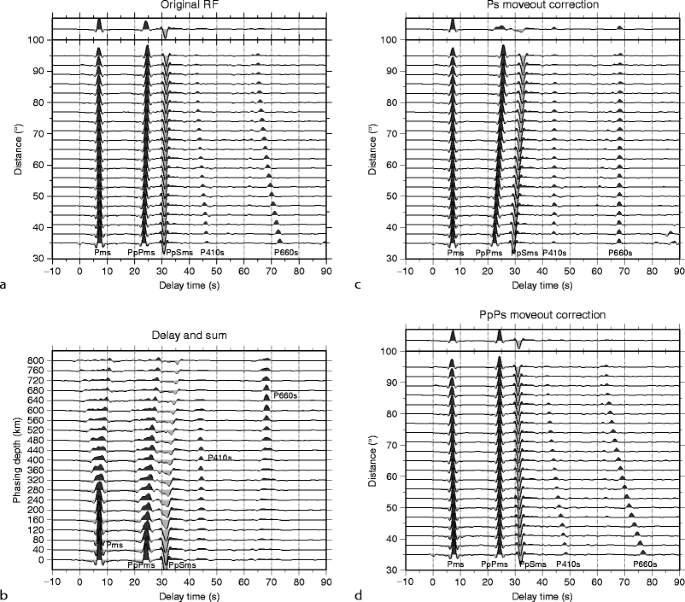 Original RF
100
90
80
70
60
50
40
30
Distance (°)
Pms PpPms PpSms P410s P660s
−10 0 10 20 30 40 50 60 70 80 90
Delay time (s)
a
Ps moveout correction
100
90
80
70
60
50
40
30
Distance (°)
Pms PpPms PpSms P410s P660s
−10 0 10 20 30 40 50 60 70 80 90
Delay time (s)
c
Delay and sum
800
760
720
680
640
600
560
520
480
440
400
360
320
280
240
200
160
120
80
40
0
Phasing depth (km)
P660s
P410s
Pms
PpPms PpSms
−10 0 10 20 30 40 50 60 70 80 90
Delay time (s)
b
PpPs moveout correction
100
90
80
70
60
50
40
30
Distance (°)
Pms PpPms PpSms P410s P660s
−10 0 10 20 30 40 50 60 70 80 90
Delay time (s)
d